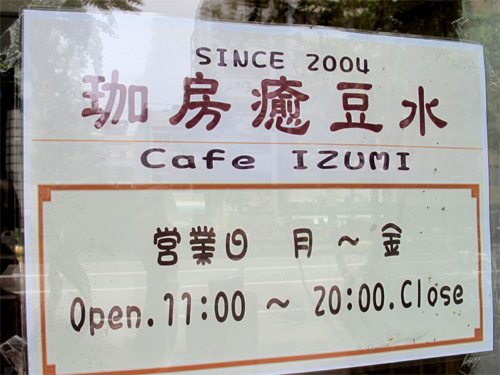 SINCE 2004
珈房癒豆水
Cafe IZUMI
営業日 月 ~ 金
Open. 11:00 ~ 20:00. Close